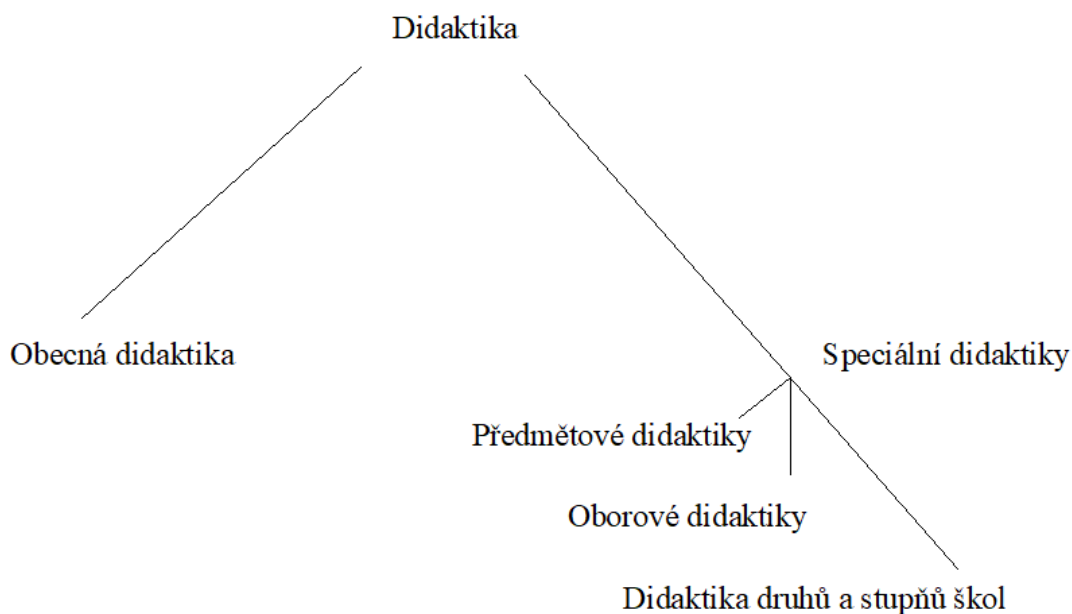 Didaktika
Obecná didaktika
Speciální didaktiky
Předmětové didaktiky
Oborové didaktiky
Didaktika druhů a stupňů škol